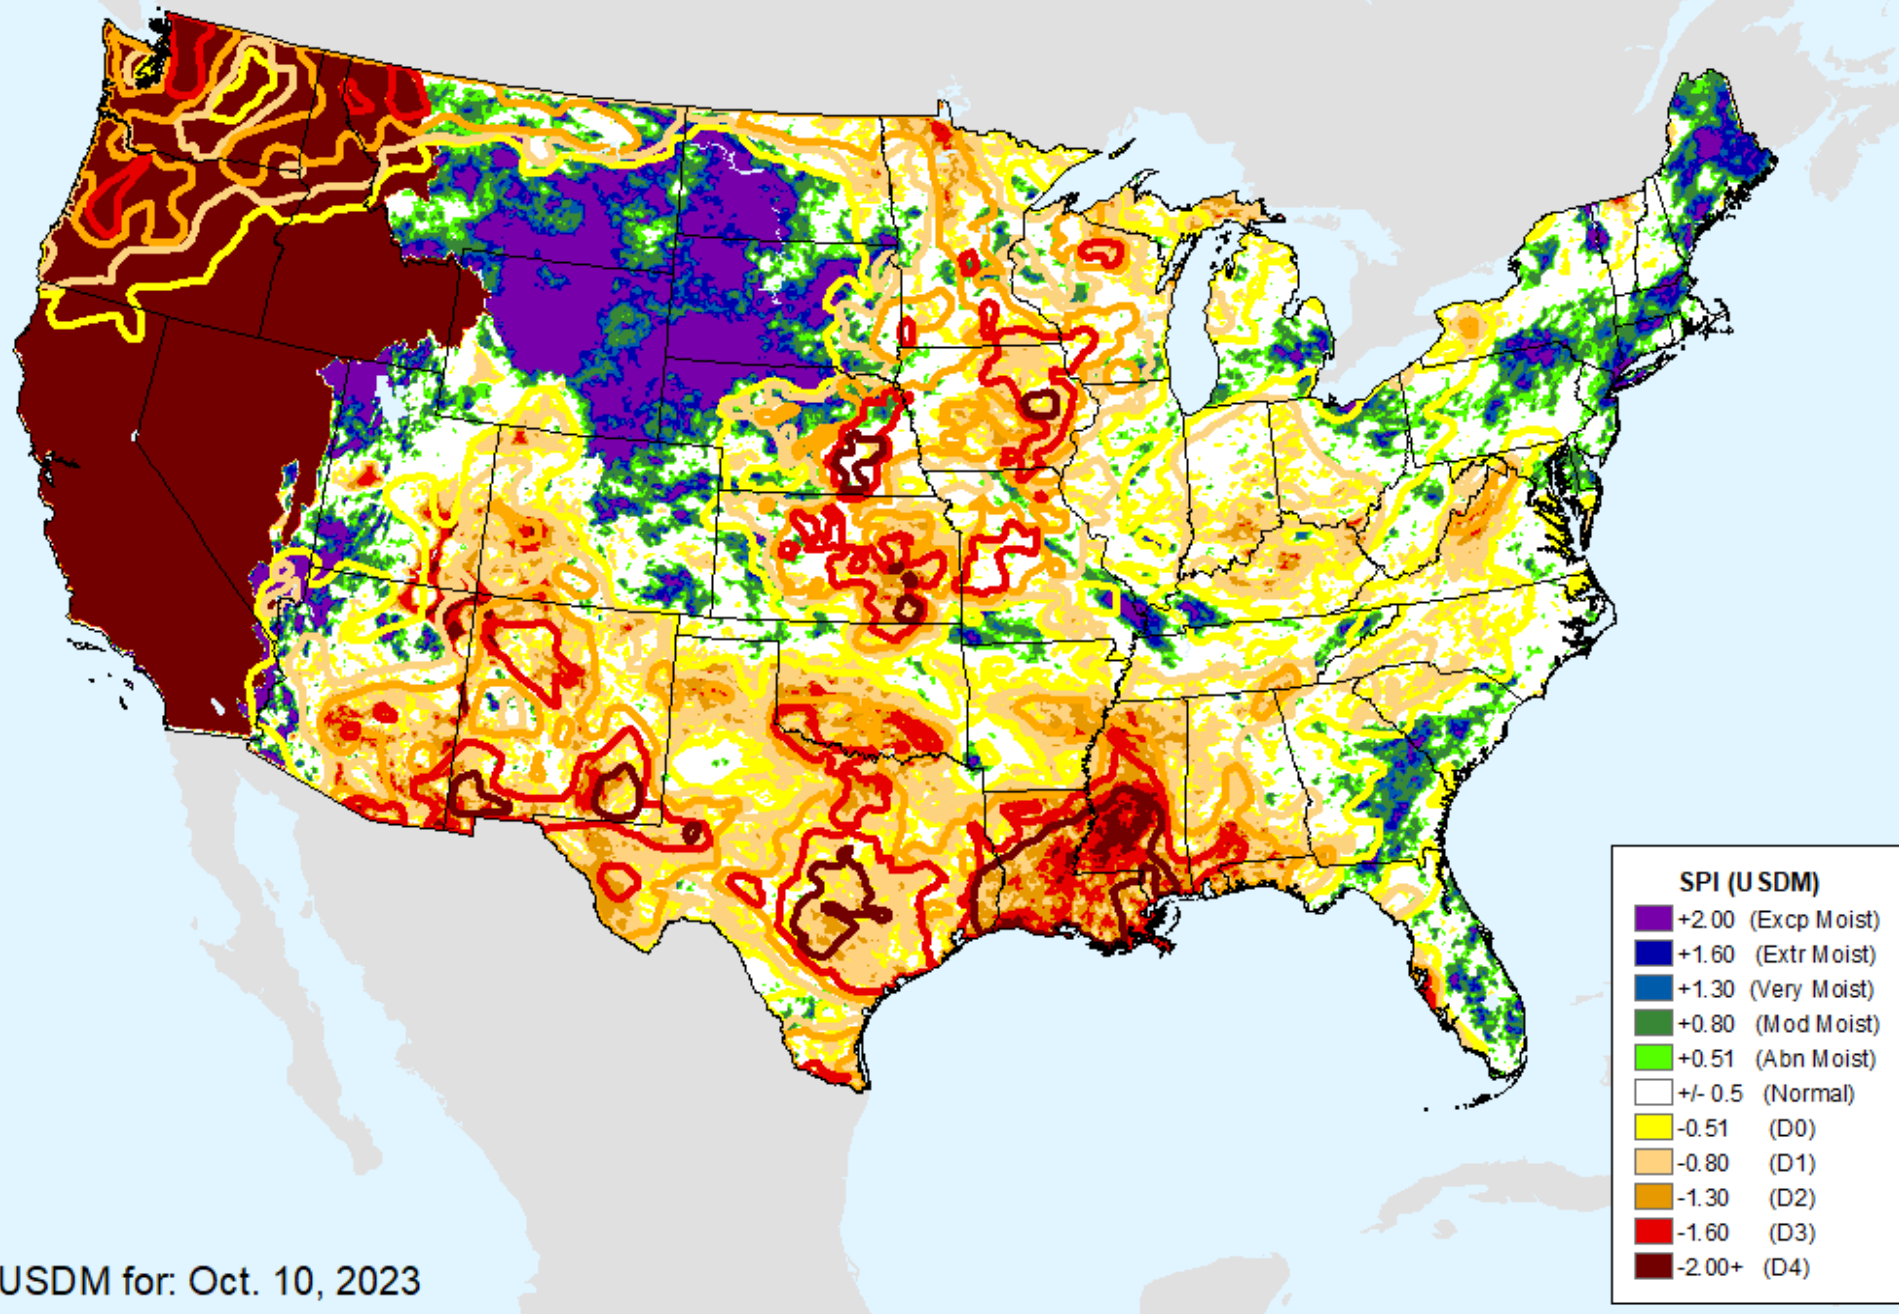 SPI (USDM)
+2.00 (Excp Moist)
+1.60 (Extr Moist)
+1.30 (Very Moist)
+0.80 (Mod Moist)
+0.51 (Abn Moist)
+/- 0.5 (Normal)
-0.51 (D0)
-0.80 (D1)
-1.30 (D2)
-1.60 (D3)
-2.00+ (D4)
USDM for: Oct. 10, 2023